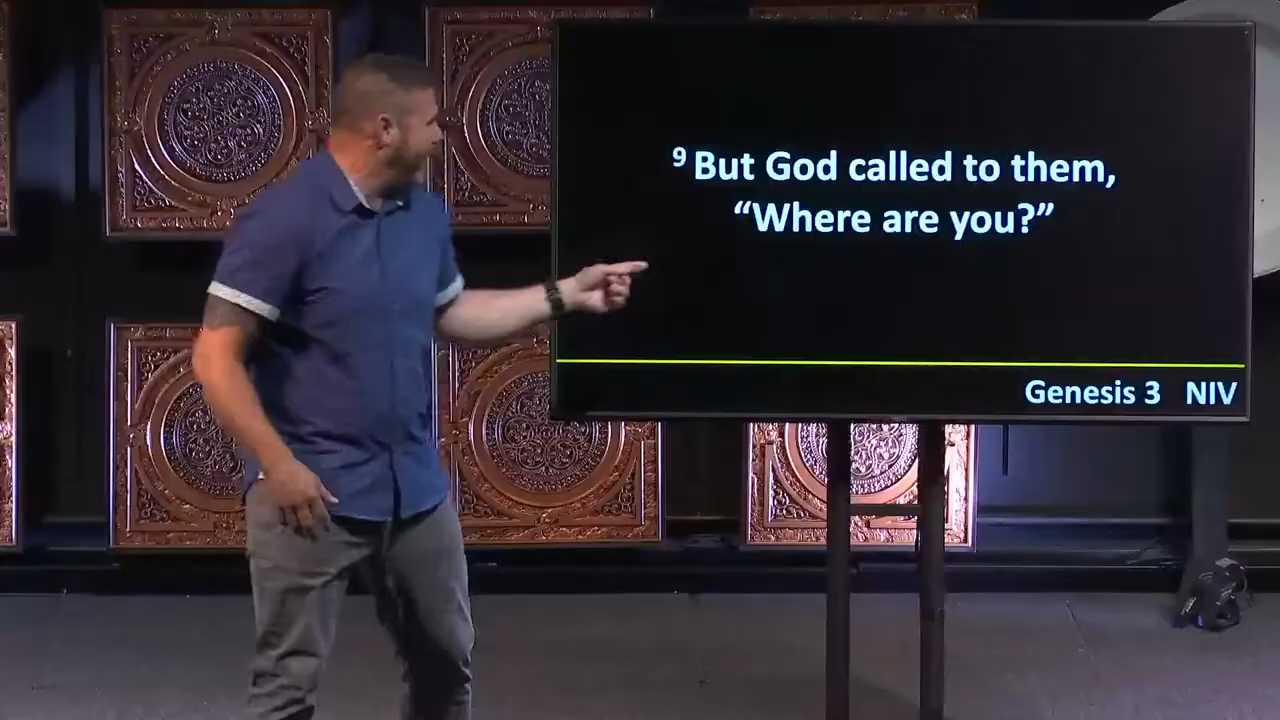 ⁹ But God called to them,
“Where are you?”
Genesis 3 NIV